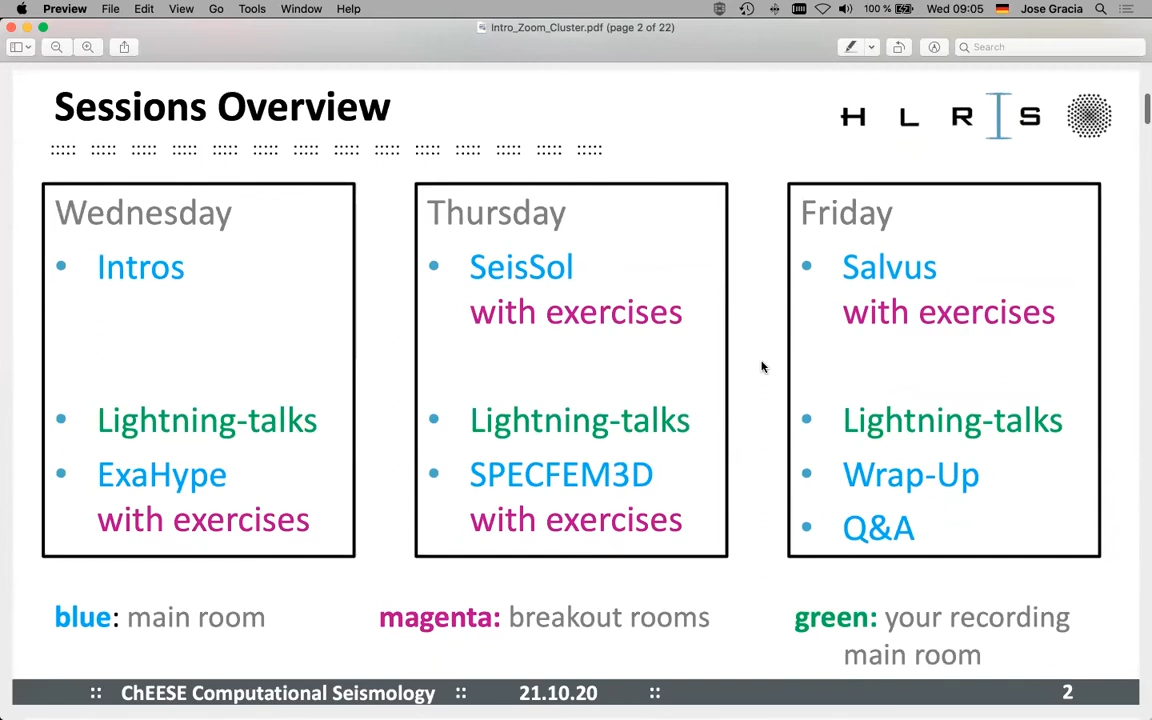 Preview File Edit View Go Tools Window Help 100 % Wed 09:05 Jose Gracia
Intro_Zoom_Cluster.pdf (page 2 of 22)
Search
Sessions Overview
H L R I S
Wednesday
• Intros
• Lightning-talks
• ExaHype
with exercises
Thursday
• SeisSol
with exercises
• Lightning-talks
• SPECFEM3D
with exercises
Friday
• Salvus
with exercises
• Lightning-talks
• Wrap-Up
• Q&A
blue: main room
magenta: breakout rooms
green: your recording
main room
:: ChEESE Computational Seismology :: 21.10.20 :: 2